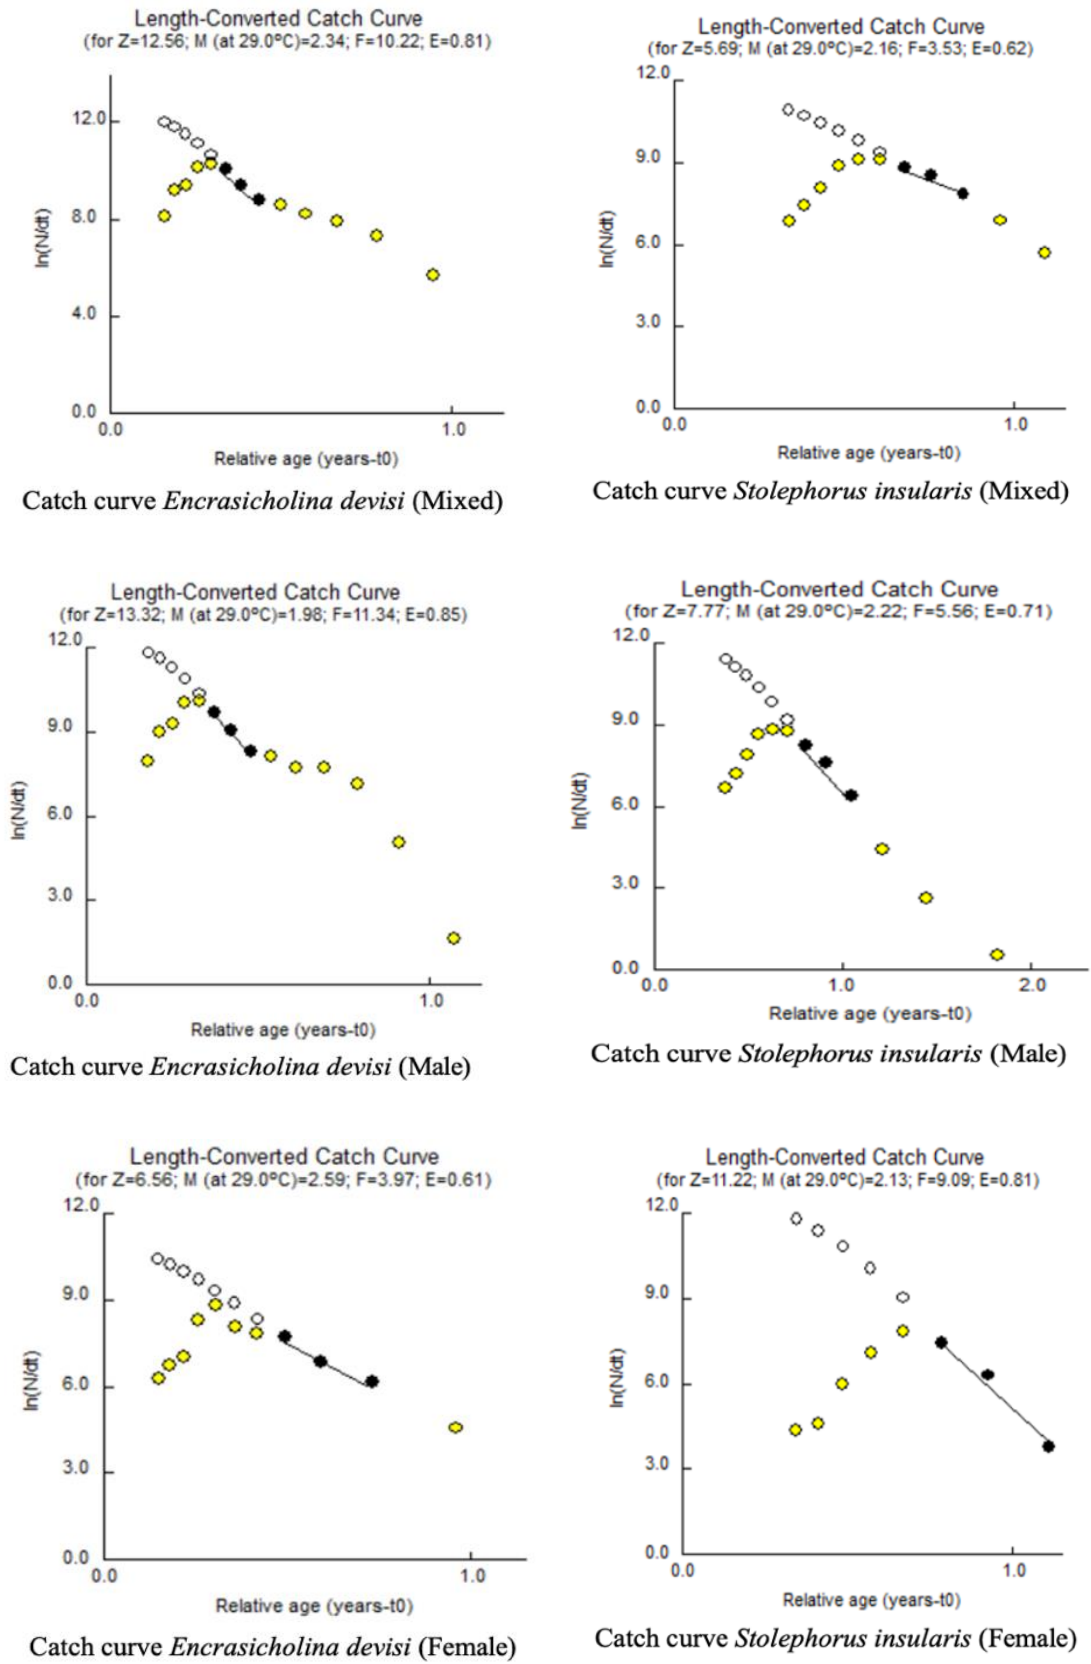 Length-Converted Catch Curve
(for Z=12.56; M (at 29.0ºC)=2.34; F=10.22; E=0.81)
12.0
8.0
4.0
0.0
ln(N/dt)
0.0 1.0
Relative age (years-t0)
Catch curve Encrasicholina devisi (Mixed)
Length-Converted Catch Curve
(for Z=5.69; M (at 29.0ºC)=2.16; F=3.53; E=0.62)
12.0
9.0
6.0
3.0
0.0
ln(N/dt)
0.0 1.0
Relative age (years-t0)
Catch curve Stolephorus insularis (Mixed)
Length-Converted Catch Curve
(for Z=13.32; M (at 29.0ºC)=1.98; F=11.34; E=0.85)
12.0
9.0
6.0
3.0
0.0
ln(N/dt)
0.0 1.0
Relative age (years-t0)
Catch curve Encrasicholina devisi (Male)
Length-Converted Catch Curve
(for Z=7.77; M (at 29.0ºC)=2.22; F=5.56; E=0.71)
12.0
9.0
6.0
3.0
0.0
ln(N/dt)
0.0 1.0 2.0
Relative age (years-t0)
Catch curve Stolephorus insularis (Male)
Length-Converted Catch Curve
(for Z=6.56; M (at 29.0ºC)=2.59; F=3.97; E=0.61)
12.0
9.0
6.0
3.0
0.0
ln(N/dt)
0.0 1.0
Relative age (years-t0)
Catch curve Encrasicholina devisi (Female)
Length-Converted Catch Curve
(for Z=11.22; M (at 29.0ºC)=2.13; F=9.09; E=0.81)
12.0
9.0
6.0
3.0
0.0
ln(N/dt)
0.0 1.0
Relative age (years-t0)
Catch curve Stolephorus insularis (Female)